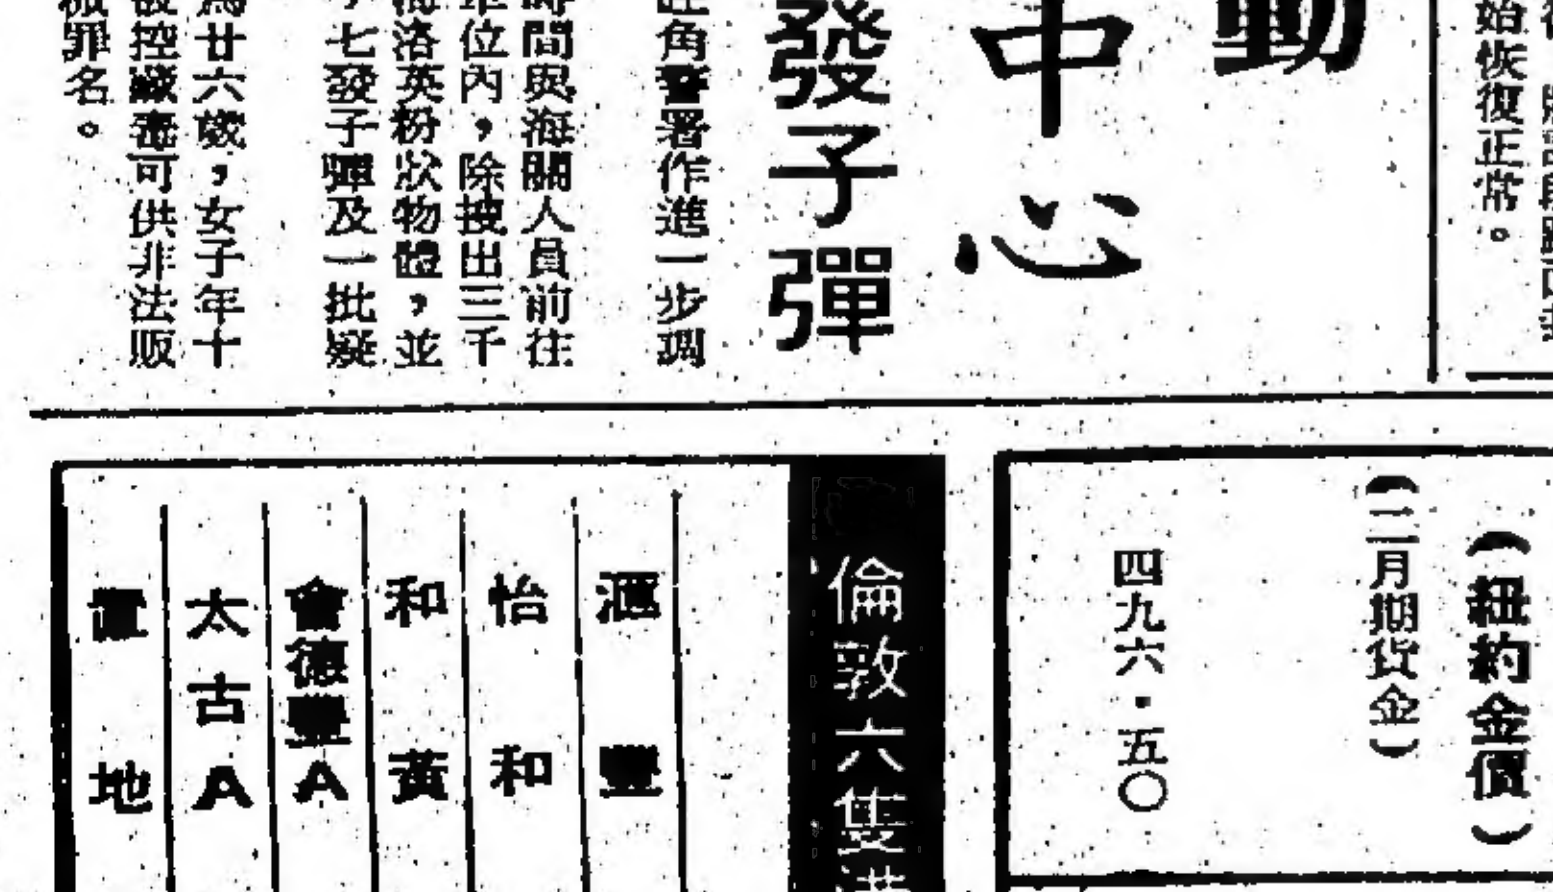 始恢復正常。
動
中心
發子彈
旺角警署作進一步調
時間與海關人員前往
單位內，除搜出三千
海洛英粉狀物體，並
七發子彈及一批疑
為廿六歲，女子年十
被控藏毒可供非法販
罪名。
（紐約金價）
（二月期貨金）
四九六．五〇
倫敦六隻港
滙豐
怡和
和黃
會德豐A
太古A
置地